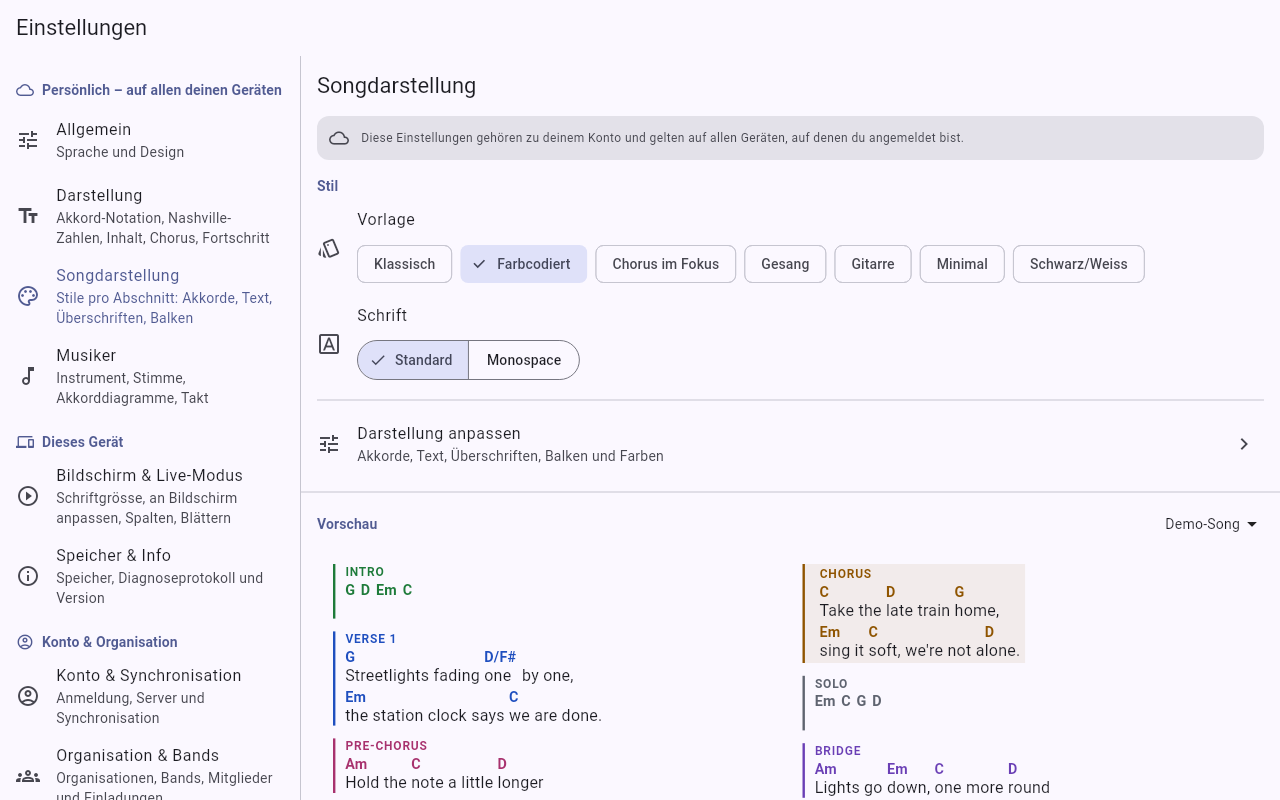 Einstellungen
Persönlich – auf allen deinen Geräten
Allgemein
Sprache und Design
Darstellung
Akkord-Notation, Nashville-
Zahlen, Inhalt, Chorus, Fortschritt
Songdarstellung
Stile pro Abschnitt: Akkorde, Text,
Überschriften, Balken
Musiker
Instrument, Stimme,
Akkorddiagramme, Takt
Dieses Gerät
Bildschirm & Live-Modus
Schriftgrösse, an Bildschirm
anpassen, Spalten, Blättern
Speicher & Info
Speicher, Diagnoseprotokoll und
Version
Konto & Organisation
Konto & Synchronisation
Anmeldung, Server und
Synchronisation
Organisation & Bands
Organisationen, Bands, Mitglieder
und Einladungen
Songdarstellung
Diese Einstellungen gehören zu deinem Konto und gelten auf allen Geräten, auf denen du angemeldet bist.
Stil
Vorlage
Klassisch Farbcodiert Chorus im Fokus Gesang Gitarre Minimal Schwarz/Weiss
Schrift
Standard Monospace
Darstellung anpassen
Akkorde, Text, Überschriften, Balken und Farben
Vorschau Demo-Song
INTRO
G D Em C
VERSE 1
G D/F#
Streetlights fading one by one,
Em C
the station clock says we are done.
PRE-CHORUS
Am C D
Hold the note a little longer
CHORUS
C D G
Take the late train home,
Em C D
sing it soft, we're not alone.
SOLO
Em C G D
BRIDGE
Am Em C D
Lights go down, one more round